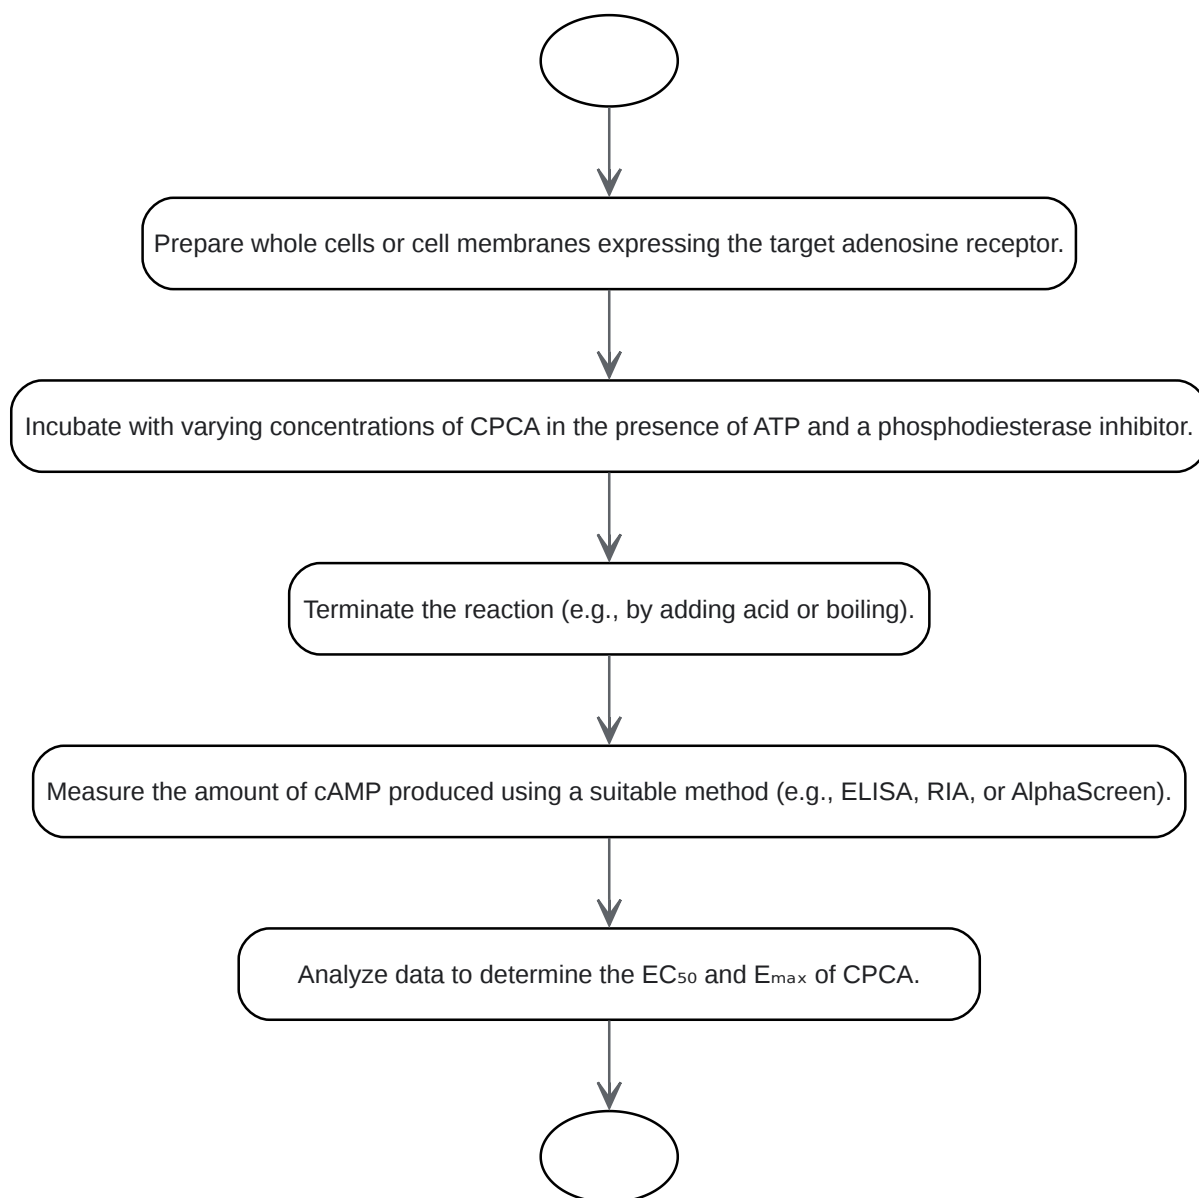 Prepare whole cells or cell membranes expressing the target adenosine receptor.
Incubate with varying concentrations of CPCA in the presence of ATP and a phosphodiesterase inhibitor.
Terminate the reaction (e.g., by adding acid or boiling).
Measure the amount of cAMP produced using a suitable method (e.g., ELISA, RIA, or AlphaScreen).
Analyze data to determine the EC₅₀ and Eₘₐₓ of CPCA.